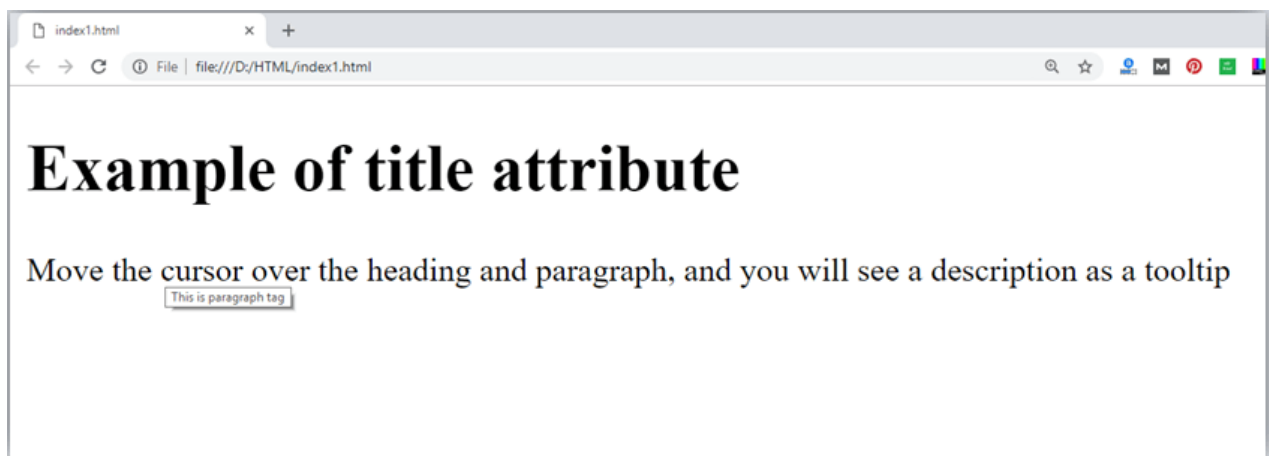 index1.html
File | file:///D:/HTML/index1.html
Example of title attribute
Move the cursor over the heading and paragraph, and you will see a description as a tooltip
This is paragraph tag